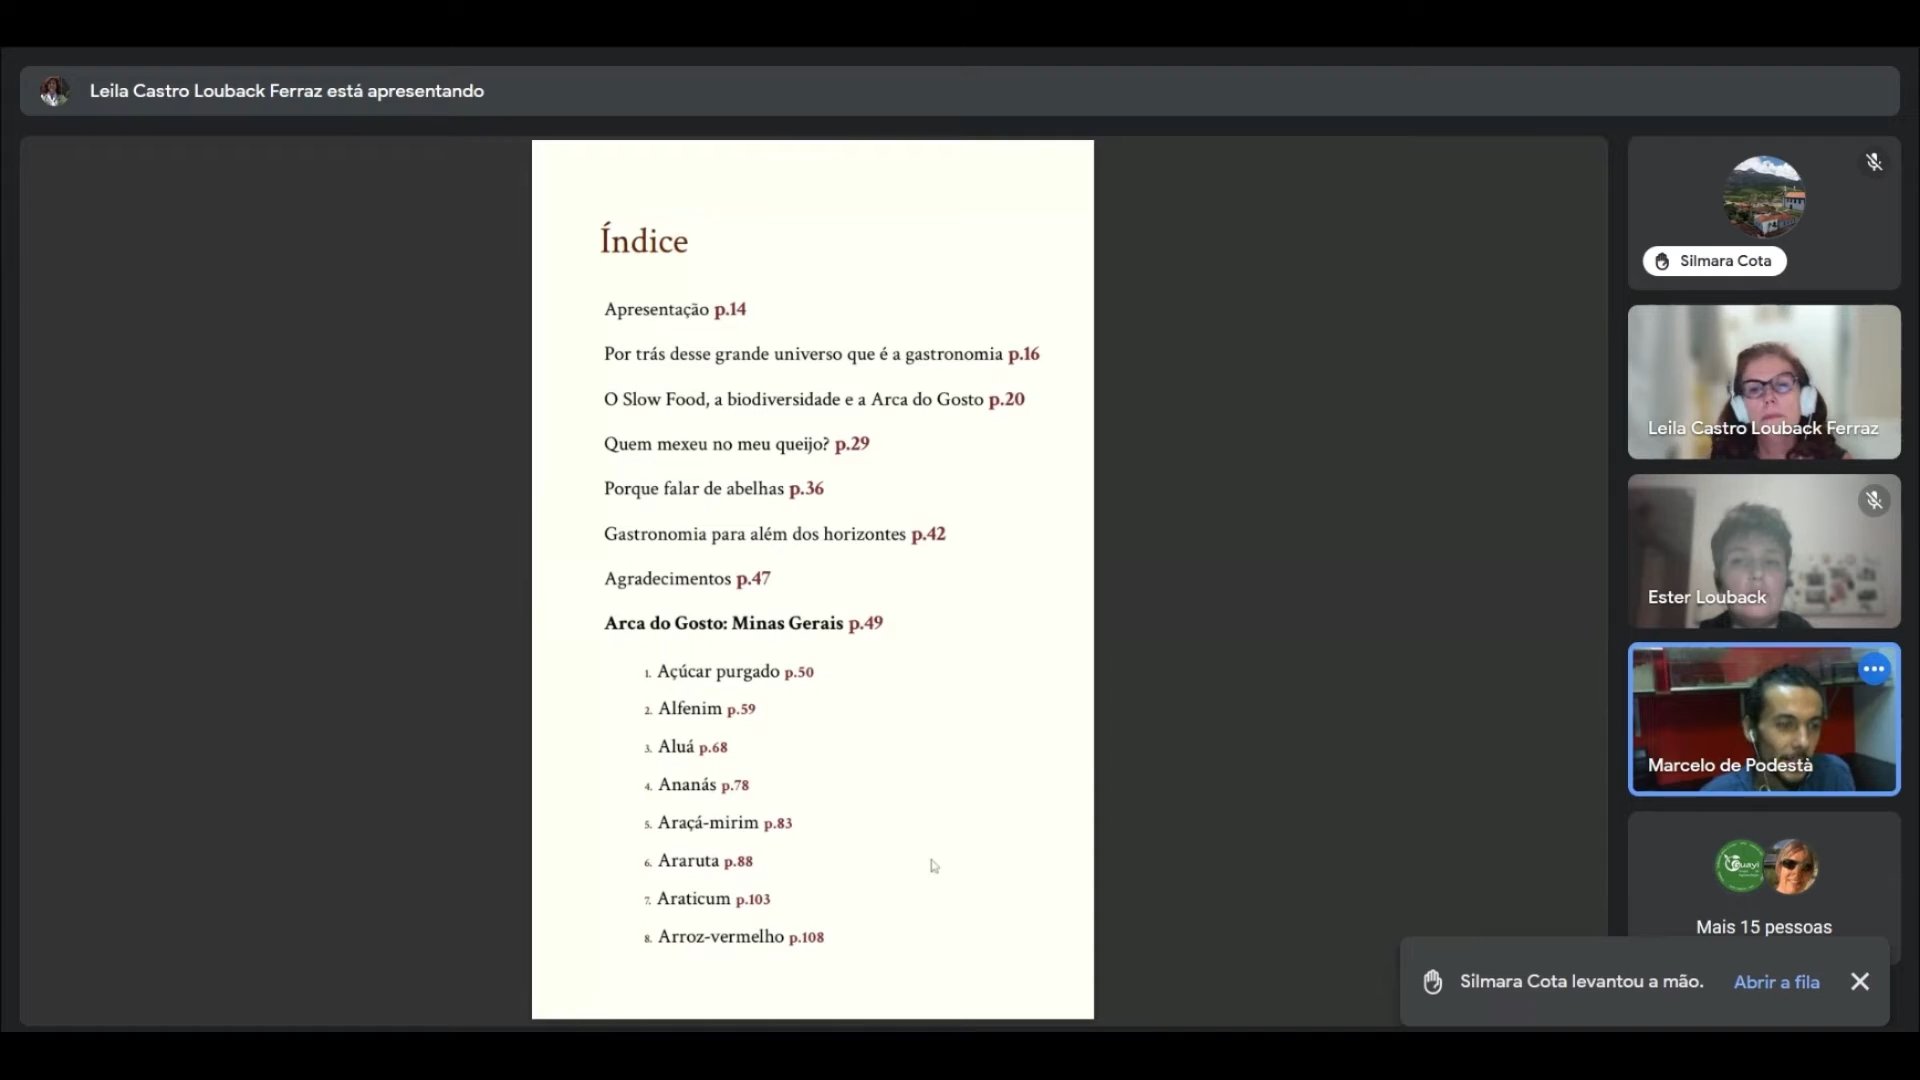 Leila Castro Louback Ferraz está apresentando
Índice
Apresentação p.14
Por trás desse grande universo que é a gastronomia p.16
O Slow Food, a biodiversidade e a Arca do Gosto p.20
Quem mexeu no meu queijo? p.29
Porque falar de abelhas p.36
Gastronomia para além dos horizontes p.42
Agradecimentos p.47
Arca do Gosto: Minas Gerais p.49
1. Açúcar purgado p.50
2. Alfenim p.59
3. Aluá p.68
4. Ananás p.78
5. Araçá-mirim p.83
6. Araruta p.88
7. Araticum p.103
8. Arroz-vermelho p.108
Silmara Cota
Leila Castro Louback Ferraz
Ester Louback
Marcelo de Podestà
Mais 15 pessoas
Silmara Cota levantou a mão. Abrir a fila